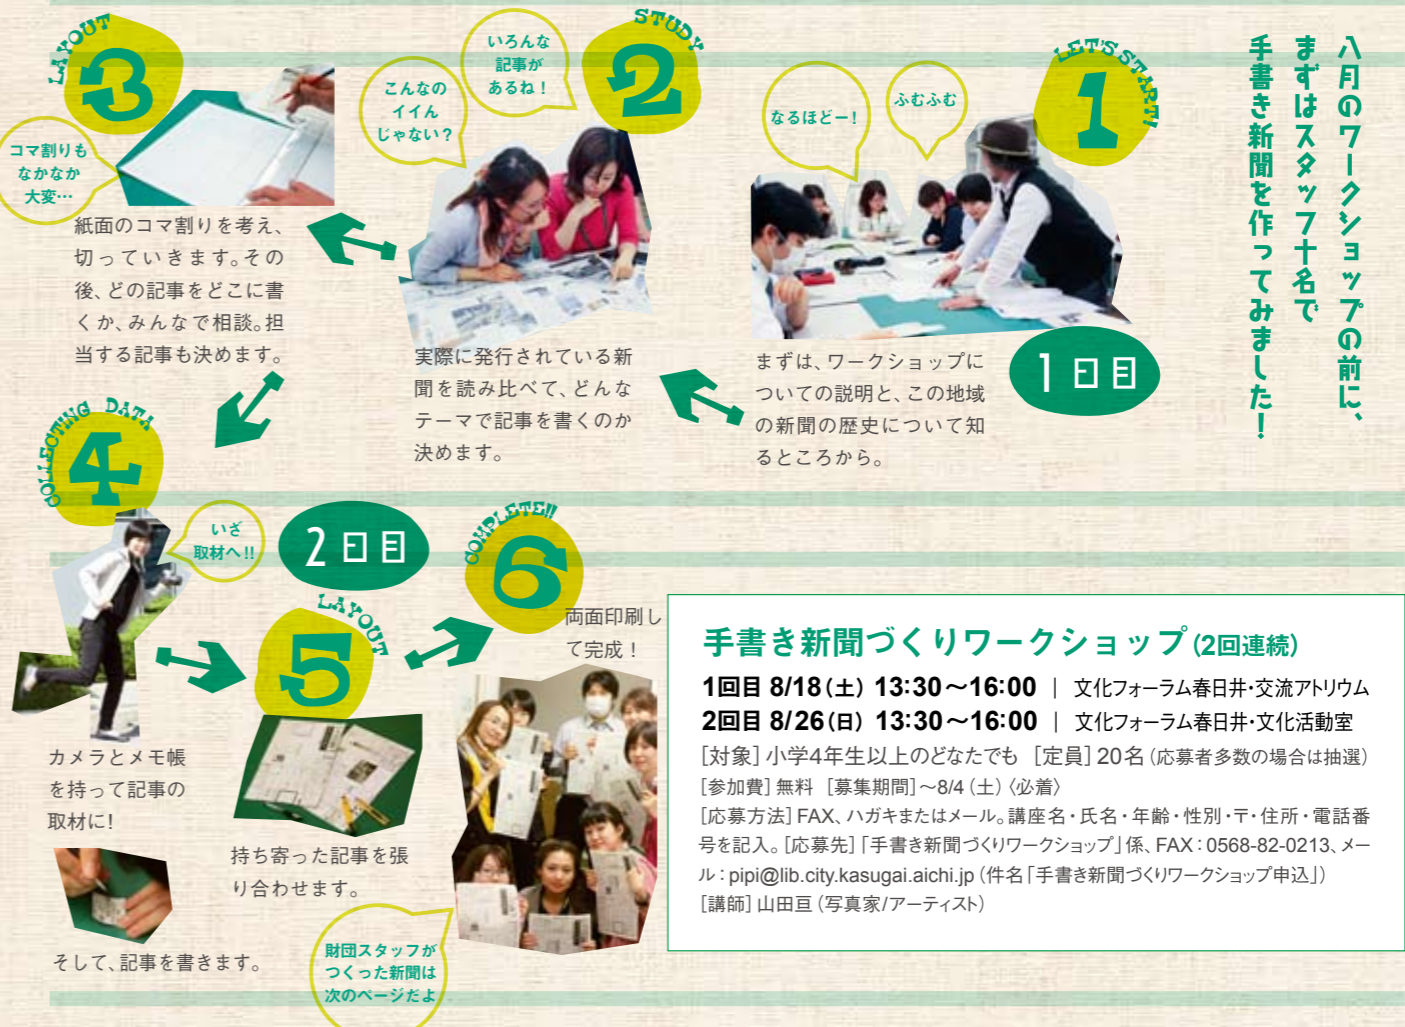 八月のワークショップの前に、
まずはスタッフ十名で
手書き新聞を作ってみました！
LET'S START!
1
ふむふむ
なるほどー！
1日目
まずは、ワークショップに
ついての説明と、この地域
の新聞の歴史について知
るところから。
STUDY
2
いろんな
記事が
あるね！
こんなの
イイん
じゃない？
実際に発行されている新
聞を読み比べて、どんな
テーマで記事を書くのか
決めます。
LAYOUT
3
コマ割りも
なかなか
大変…
紙面のコマ割りを考え、
切っていきます。その
後、どの記事をどこに書
くか、みんなで相談。担
当する記事も決めます。
COLLECTING DATA
4
いざ
取材へ!!
2日目
カメラとメモ帳
を持って記事の
取材に!
そして、記事を書きます。
LAYOUT
5
持ち寄った記事を張
り合わせます。
COMPLETE!!
6
両面印刷し
て完成！
財団スタッフが
つくった新聞は
次のページだよ
手書き新聞づくりワークショップ（2回連続）
1回目 8/18（土） 13:30～16:00 ｜ 文化フォーラム春日井・交流アトリウム
2回目 8/26（日） 13:30～16:00 ｜ 文化フォーラム春日井・文化活動室
［対象］小学4年生以上のどなたでも ［定員］20名（応募者多数の場合は抽選）
［参加費］無料 ［募集期間］～8/4（土）〈必着〉
［応募方法］FAX、ハガキまたはメール。講座名・氏名・年齢・性別・〒・住所・電話番
号を記入。［応募先］「手書き新聞づくりワークショップ」係、FAX：0568-82-0213、メー
ル：pipi@lib.city.kasugai.aichi.jp（件名「手書き新聞づくりワークショップ申込」）
［講師］山田亘（写真家/アーティスト）